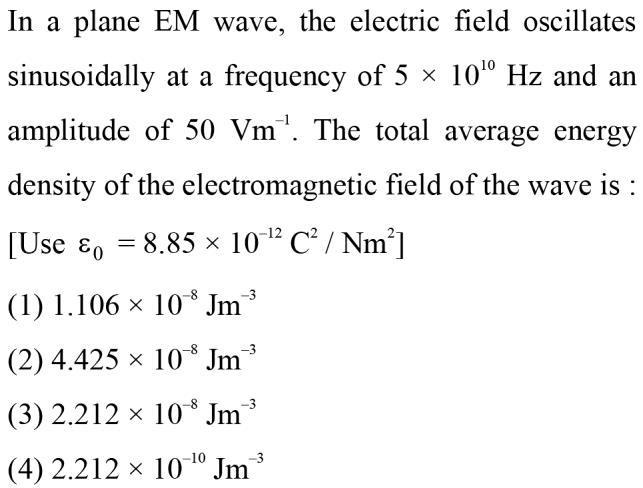 In a plane EM wave, the electric field oscillates
sinusoidally at a frequency of 5 × 10¹⁰ Hz and an
amplitude of 50 Vm⁻¹. The total average energy
density of the electromagnetic field of the wave is :
[Use ε₀ = 8.85 × 10⁻¹² C² / Nm²]
(1) 1.106 × 10⁻⁸ Jm⁻³
(2) 4.425 × 10⁻⁸ Jm⁻³
(3) 2.212 × 10⁻⁸ Jm⁻³
(4) 2.212 × 10⁻¹⁰ Jm⁻³